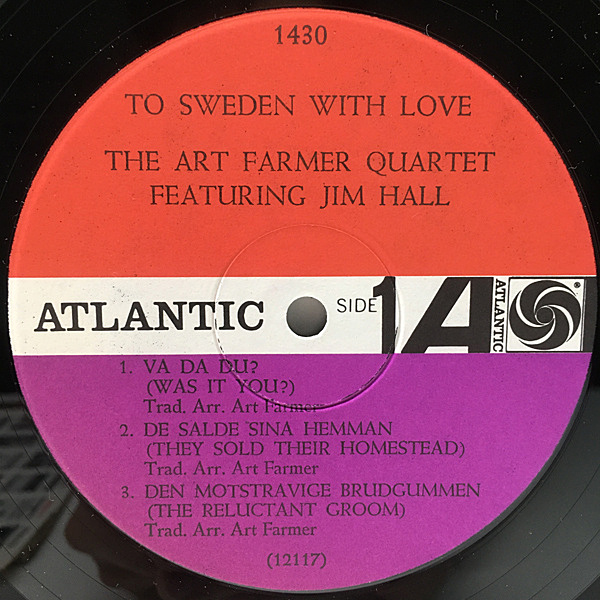 1430
TO SWEDEN WITH LOVE
THE ART FARMER QUARTET
FEATURING JIM HALL
ATLANTIC SIDE 1 A ATLANTIC ®
1. VA DA DU?
(WAS IT YOU?)
Trad. Arr. Art Farmer
2. DE SALDE SINA HEMMAN
(THEY SOLD THEIR HOMESTEAD)
Trad. Arr. Art Farmer
3. DEN MOTSTRAVIGE BRUDGUMMEN
(THE RELUCTANT GROOM)
Trad. Arr. Art Farmer
(12117)